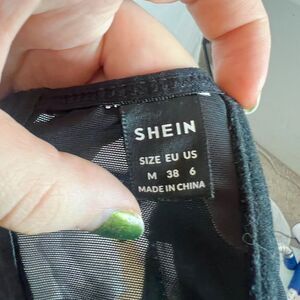 SHEIN
SIZE EU US
M 38 6
MADE IN CHINA